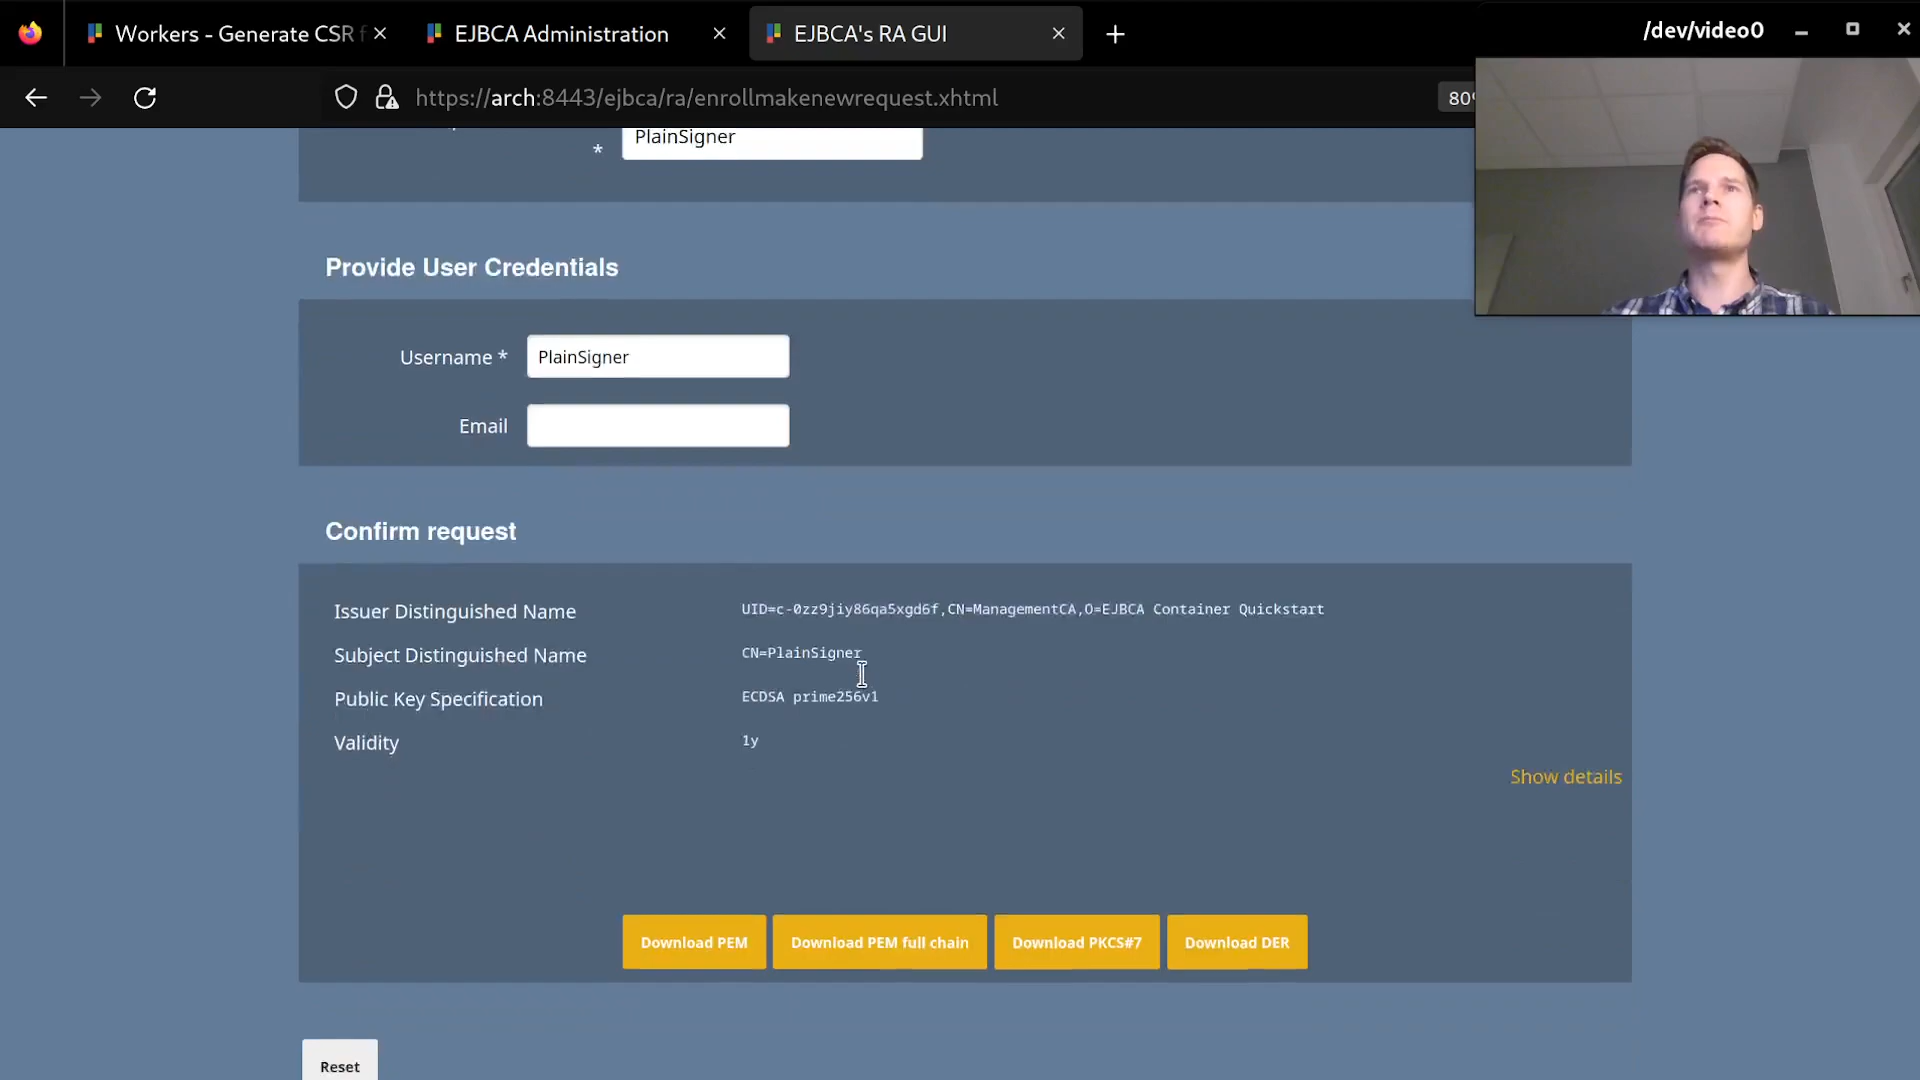 Workers - Generate CSR f
EJBCA Administration
EJBCA's RA GUI
/dev/video0
https://arch:8443/ejbca/ra/enrollmakenewrequest.xhtml
80
* PlainSigner
Provide User Credentials
Username * PlainSigner
Email
Confirm request
Issuer Distinguished Name UID=c-0zz9jiy86qa5xgd6f,CN=ManagementCA,O=EJBCA Container Quickstart
Subject Distinguished Name CN=PlainSigner
Public Key Specification ECDSA prime256v1
Validity 1y
Show details
Download PEM
Download PEM full chain
Download PKCS#7
Download DER
Reset